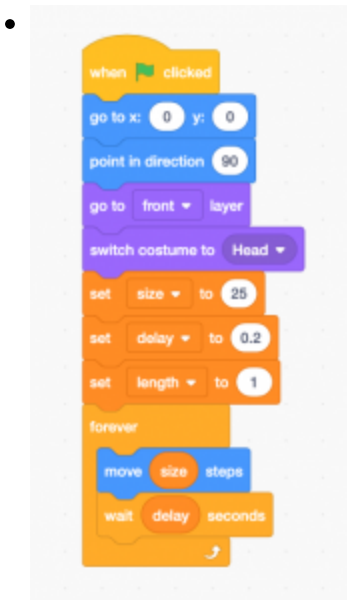 when clicked
go to x: 0 y: 0
point in direction 90
go to front layer
switch costume to Head
set size to 25
set delay to 0.2
set length to 1
forever
move size steps
wait delay seconds